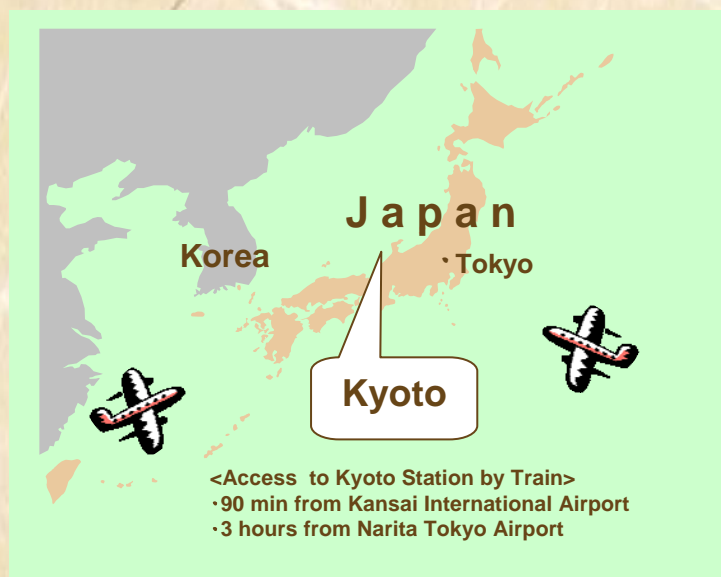 J a p a n
Korea
・Tokyo
Kyoto
<Access to Kyoto Station by Train>
・90 min from Kansai International Airport
・3 hours from Narita Tokyo Airport